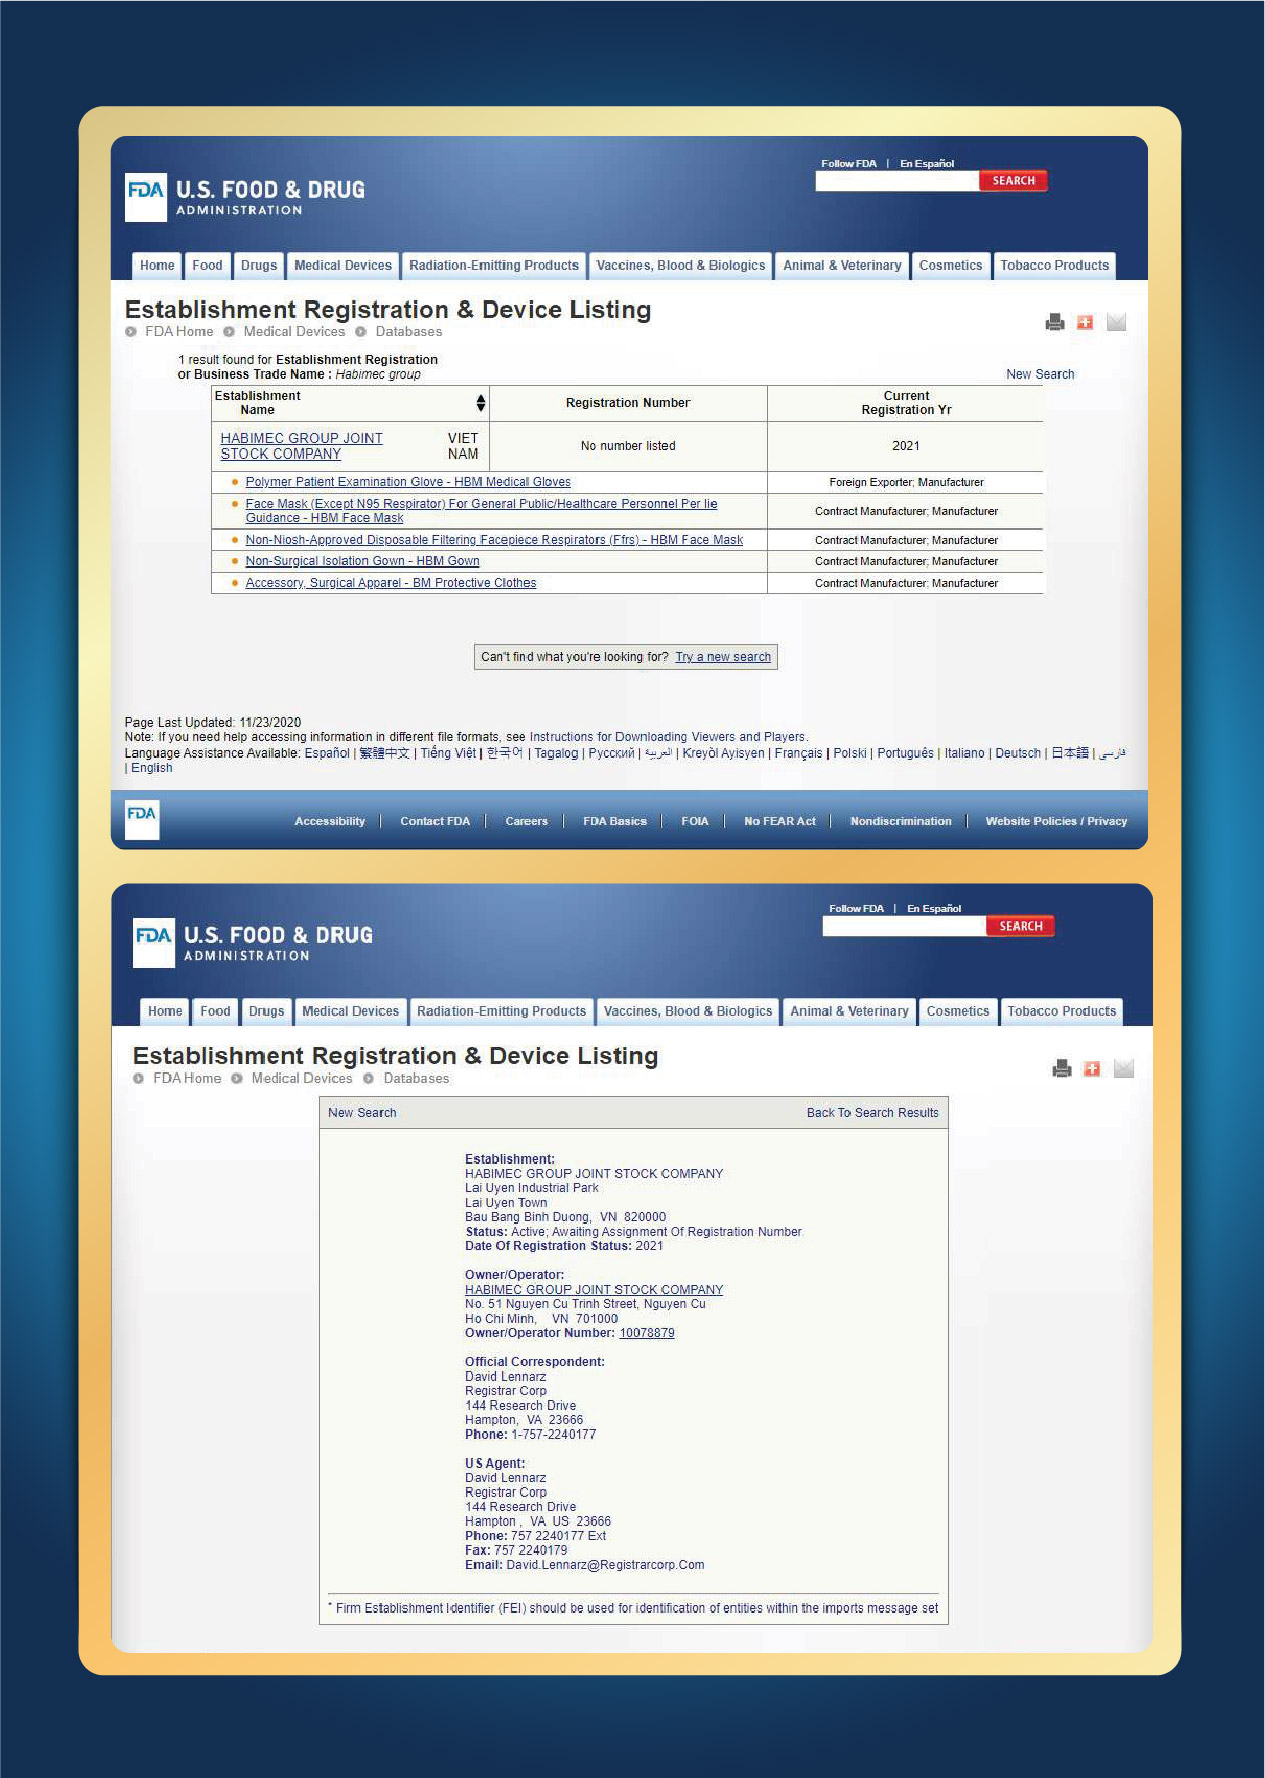 Follow FDA | En Español
FDA U.S. FOOD & DRUG
ADMINISTRATION
SEARCH
Home Food Drugs Medical Devices Radiation-Emitting Products Vaccines, Blood & Biologics Animal & Veterinary Cosmetics Tobacco Products
Establishment Registration & Device Listing
FDA Home Medical Devices Databases
1 result found for Establishment Registration
or Business Trade Name : Habimec group
New Search
Establishment Name Registration Number Current Registration Yr
HABIMEC GROUP JOINT STOCK COMPANY VIET NAM No number listed 2021
Polymer Patient Examination Glove - HBM Medical Gloves Foreign Exporter; Manufacturer
Face Mask (Except N95 Respirator) For General Public/Healthcare Personnel Per Iie
Guidance - HBM Face Mask Contract Manufacturer; Manufacturer
Non-Niosh-Approved Disposable Filtering Facepiece Respirators (Ffrs) - HBM Face Mask Contract Manufacturer; Manufacturer
Non-Surgical Isolation Gown - HBM Gown Contract Manufacturer; Manufacturer
Accessory, Surgical Apparel - BM Protective Clothes Contract Manufacturer; Manufacturer
Can't find what you're looking for? Try a new search
Page Last Updated: 11/23/2020
Note: If you need help accessing information in different file formats, see Instructions for Downloading Viewers and Players.
Language Assistance Available: Español | 繁體中文 | Tiếng Việt | 한국어 | Tagalog | Русский | العربية | Kreyòl Ayisyen | Français | Polski | Português | Italiano | Deutsch | 日本語 | فارسی
| English
FDA Accessibility | Contact FDA | Careers | FDA Basics | FOIA | No FEAR Act | Nondiscrimination | Website Policies / Privacy
Follow FDA | En Español
FDA U.S. FOOD & DRUG
ADMINISTRATION
SEARCH
Home Food Drugs Medical Devices Radiation-Emitting Products Vaccines, Blood & Biologics Animal & Veterinary Cosmetics Tobacco Products
Establishment Registration & Device Listing
FDA Home Medical Devices Databases
New Search Back To Search Results
Establishment:
HABIMEC GROUP JOINT STOCK COMPANY
Lai Uyen Industrial Park
Lai Uyen Town
Bau Bang Binh Duong, VN 820000
Status: Active; Awaiting Assignment Of Registration Number
Date Of Registration Status: 2021
Owner/Operator:
HABIMEC GROUP JOINT STOCK COMPANY
No. 51 Nguyen Cu Trinh Street, Nguyen Cu
Ho Chi Minh, VN 701000
Owner/Operator Number: 10078879
Official Correspondent:
David Lennarz
Registrar Corp
144 Research Drive
Hampton, VA 23666
Phone: 1-757-2240177
US Agent:
David Lennarz
Registrar Corp
144 Research Drive
Hampton , VA US 23666
Phone: 757 2240177 Ext
Fax: 757 2240179
Email: David.Lennarz@Registrarcorp.Com
* Firm Establishment Identifier (FEI) should be used for identification of entities within the imports message set